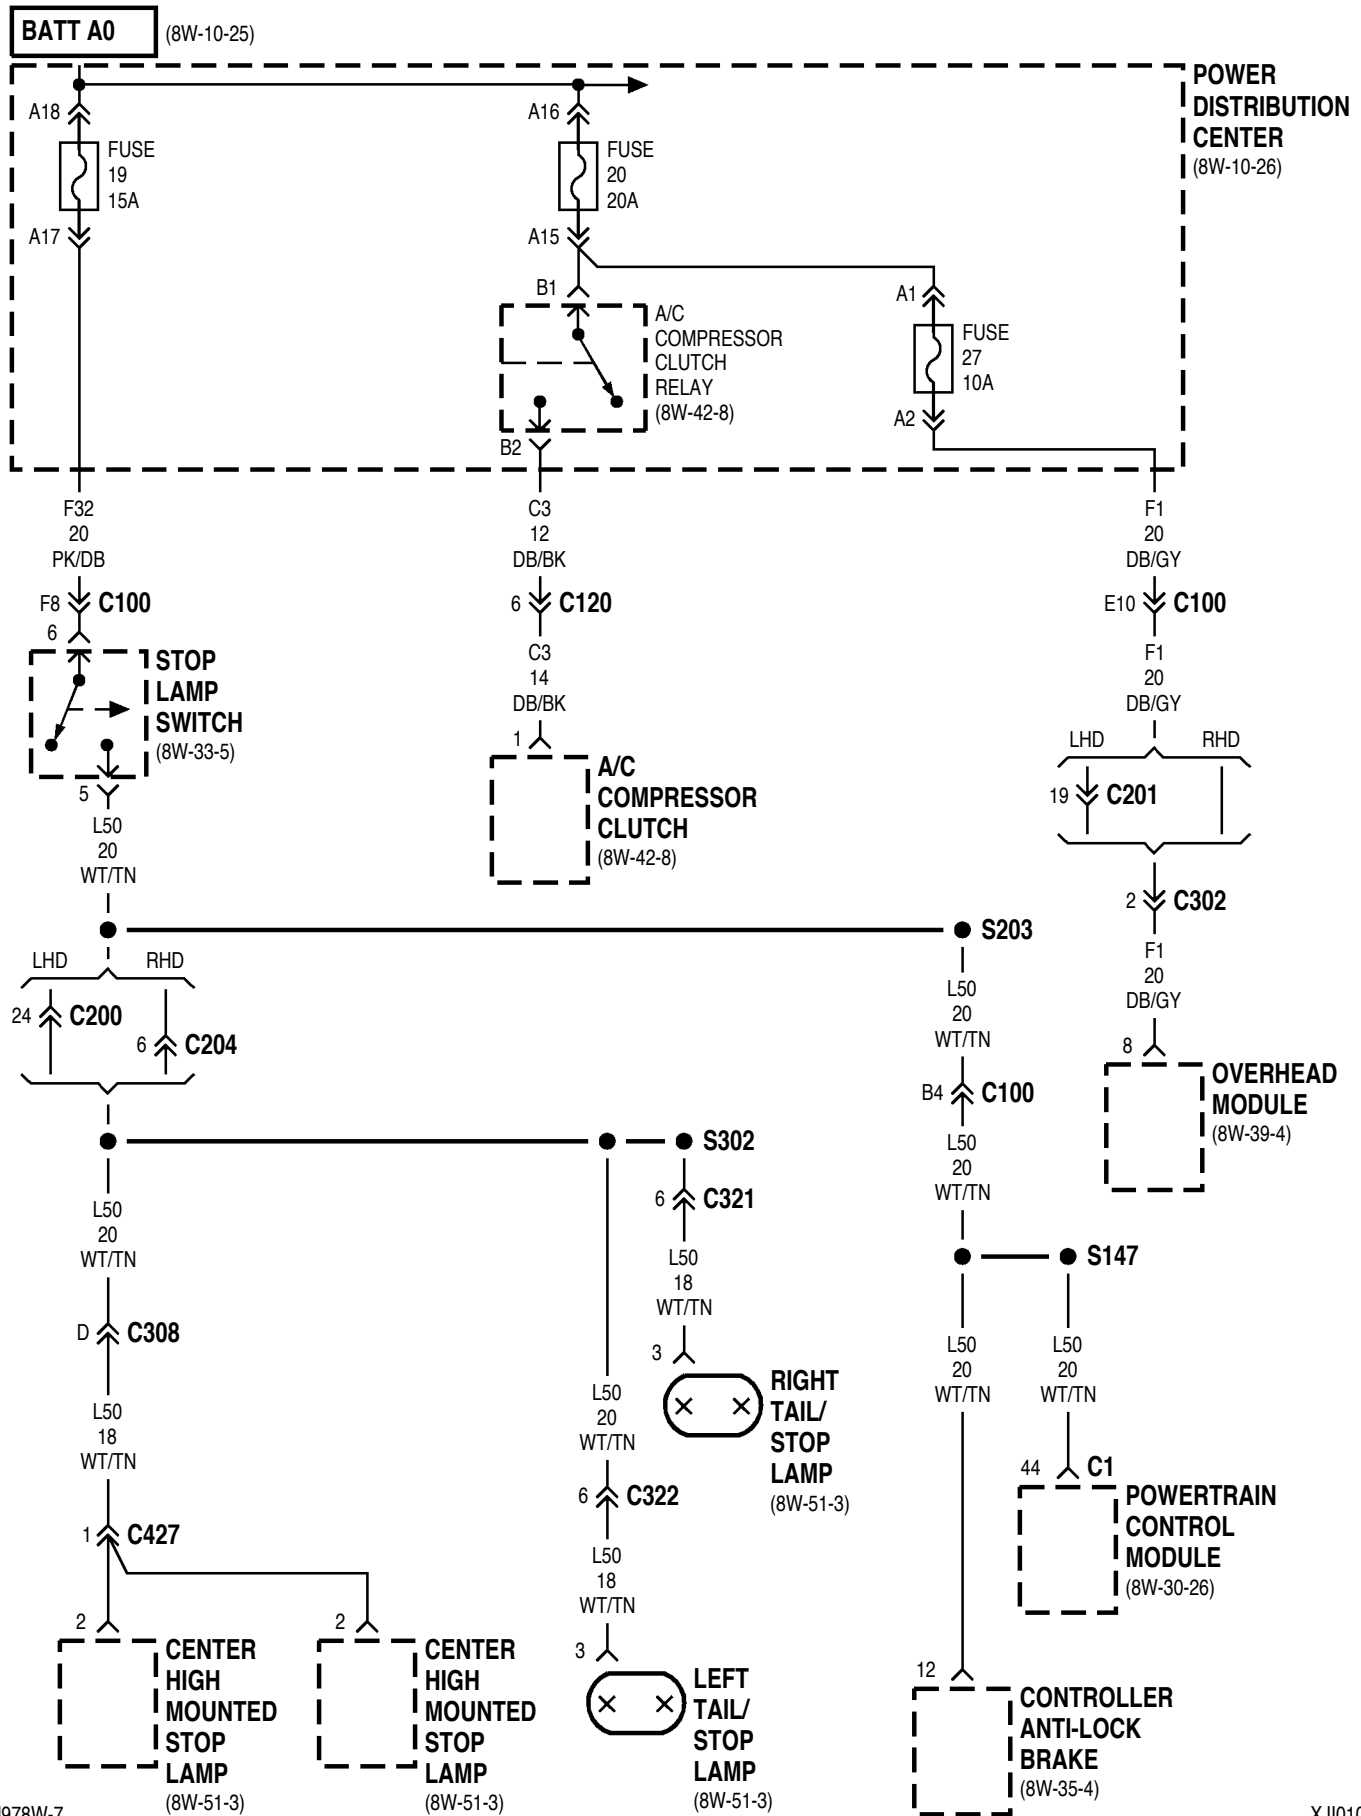 BATT A0 (8W-10-25)
POWER
DISTRIBUTION
CENTER
(8W-10-26)
A18
FUSE
19
15A
A17
A16
FUSE
20
20A
A15
B1
A/C
COMPRESSOR
CLUTCH
RELAY
(8W-42-8)
B2
A1
FUSE
27
10A
A2
F32
20
PK/DB
F8 C100
6
STOP
LAMP
SWITCH
(8W-33-5)
5
L50
20
WT/TN
C3
12
DB/BK
6 C120
C3
14
DB/BK
1
A/C
COMPRESSOR
CLUTCH
(8W-42-8)
F1
20
DB/GY
E10 C100
F1
20
DB/GY
LHD RHD
19 C201
2 C302
F1
20
DB/GY
8
OVERHEAD
MODULE
(8W-39-4)
S203
LHD RHD
24 C200
6 C204
L50
20
WT/TN
B4 C100
L50
20
WT/TN
S302
S147
L50
20
WT/TN
D C308
L50
18
WT/TN
1 C427
2
CENTER
HIGH
MOUNTED
STOP
LAMP
(8W-51-3)
2
CENTER
HIGH
MOUNTED
STOP
LAMP
(8W-51-3)
6 C321
L50
18
WT/TN
3
RIGHT
TAIL/
STOP
LAMP
(8W-51-3)
L50
20
WT/TN
6 C322
L50
18
WT/TN
3
LEFT
TAIL/
STOP
LAMP
(8W-51-3)
L50
20
WT/TN
L50
20
WT/TN
44 C1
POWERTRAIN
CONTROL
MODULE
(8W-30-26)
12
CONTROLLER
ANTI-LOCK
BRAKE
(8W-35-4)